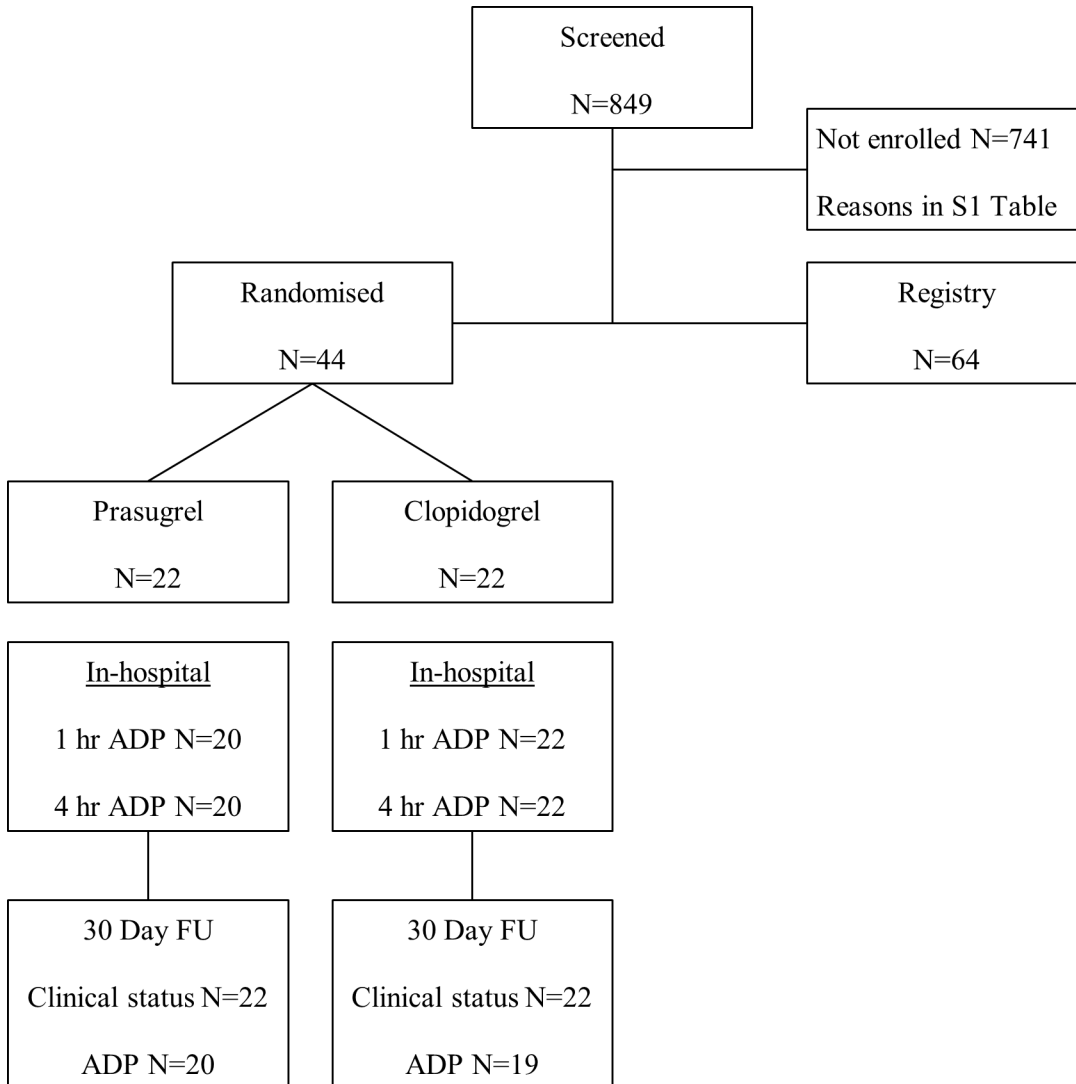 Screened
N=849
Not enrolled N=741
Reasons in S1 Table
Randomised
N=44
Registry
N=64
Prasugrel
N=22
Clopidogrel
N=22
In-hospital
1 hr ADP N=20
4 hr ADP N=20
In-hospital
1 hr ADP N=22
4 hr ADP N=22
30 Day FU
Clinical status N=22
ADP N=20
30 Day FU
Clinical status N=22
ADP N=19